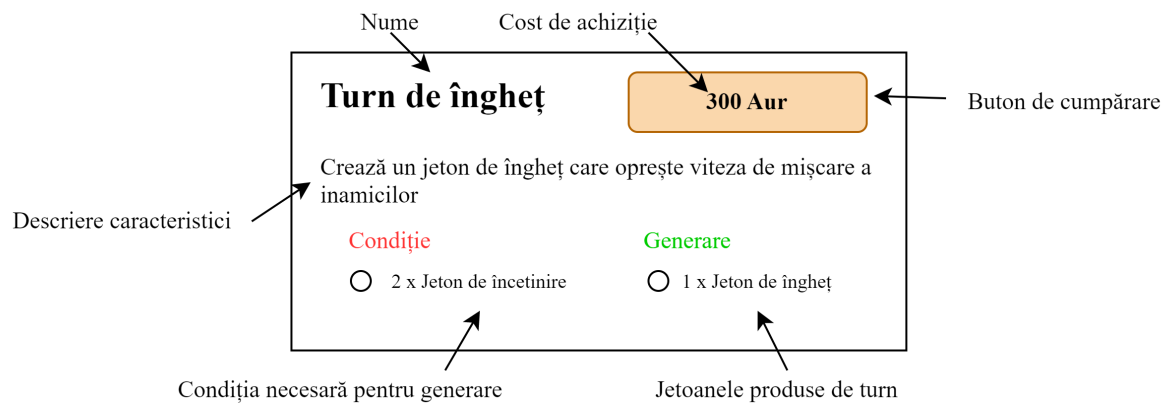 Nume
Cost de achiziție
Turn de îngheț
300 Aur
Buton de cumpărare
Crează un jeton de îngheț care oprește viteza de mișcare a
inamicilor
Descriere caracteristici
Condiție
Generare
2 x Jeton de încetinire
1 x Jeton de îngheț
Condiția necesară pentru generare
Jetoanele produse de turn